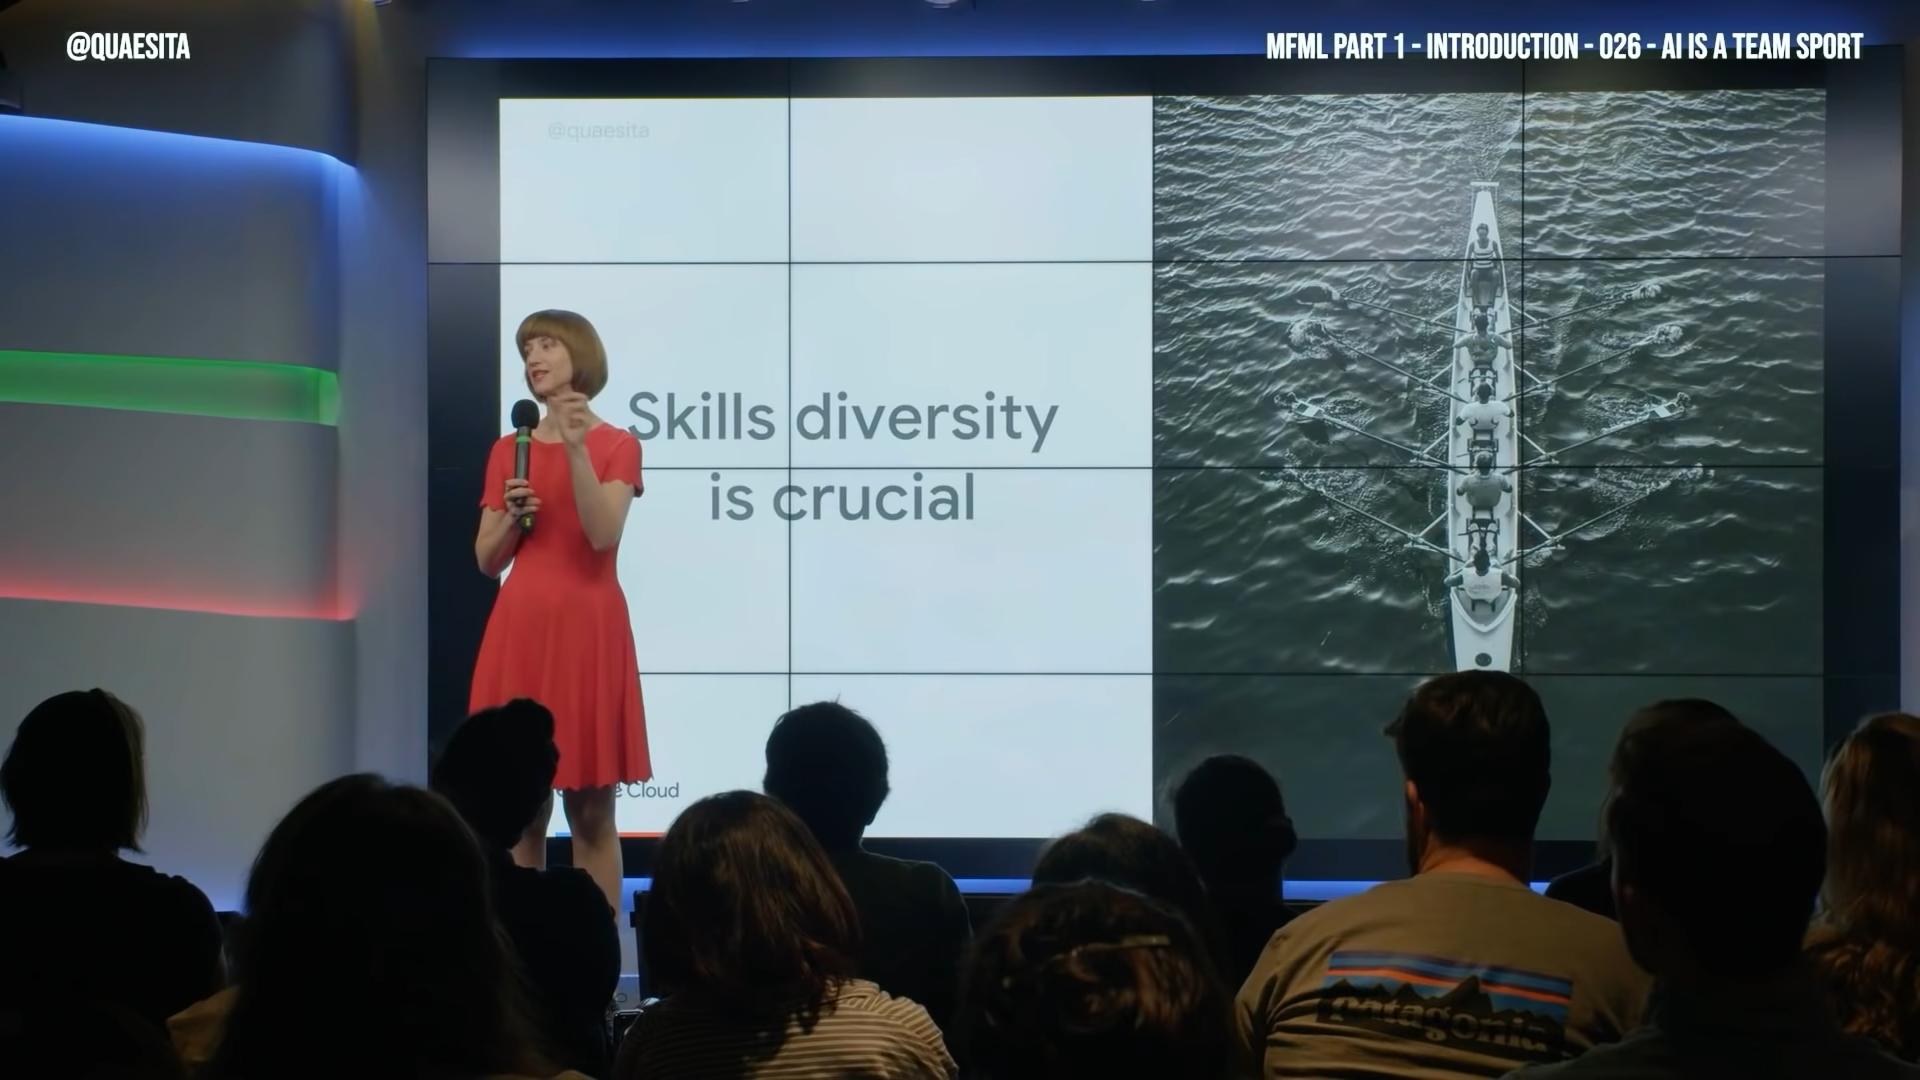 @QUAESITA
MFML PART 1 - INTRODUCTION - 026 - AI IS A TEAM SPORT
@quaesita
Skills diversity
is crucial
Cloud
patagonia